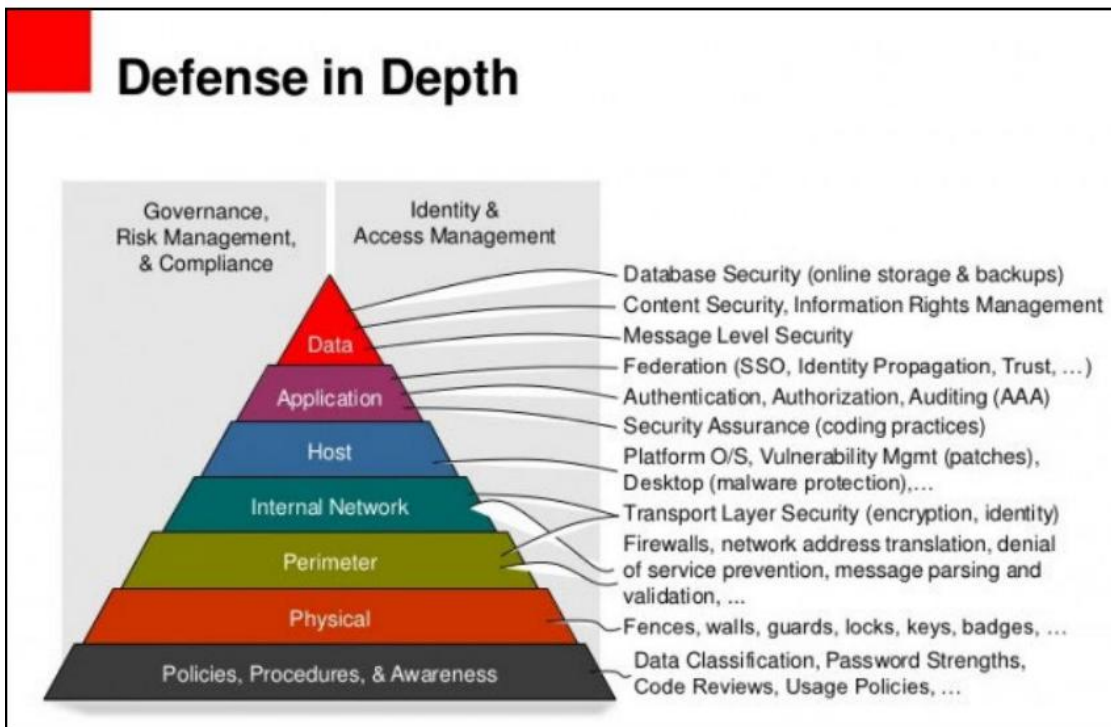 Defense in Depth
Governance,
Risk Management,
& Compliance
Identity &
Access Management
Data
Application
Host
Internal Network
Perimeter
Physical
Policies, Procedures, & Awareness
Database Security (online storage & backups)
Content Security, Information Rights Management
Message Level Security
Federation (SSO, Identity Propagation, Trust, …)
Authentication, Authorization, Auditing (AAA)
Security Assurance (coding practices)
Platform O/S, Vulnerability Mgmt (patches),
Desktop (malware protection),…
Transport Layer Security (encryption, identity)
Firewalls, network address translation, denial
of service prevention, message parsing and
validation, ...
Fences, walls, guards, locks, keys, badges, …
Data Classification, Password Strengths,
Code Reviews, Usage Policies, …